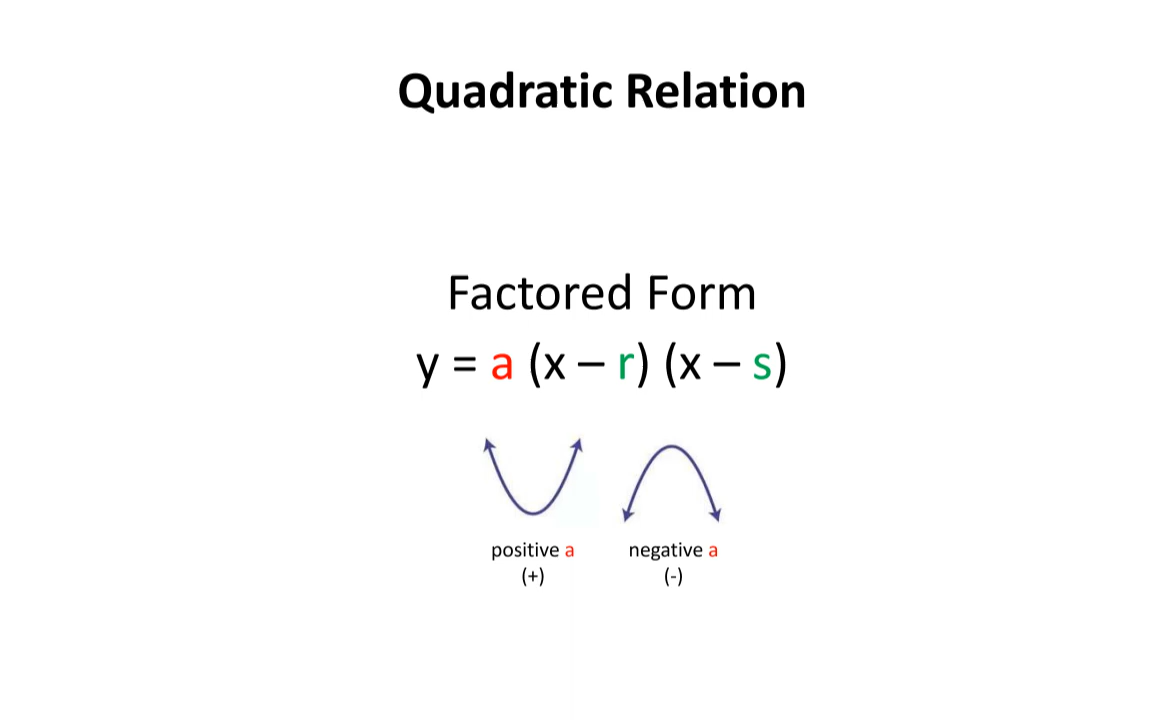 Quadratic Relation
Factored Form
y = a (x – r) (x – s)
positive a negative a
(+) (-)